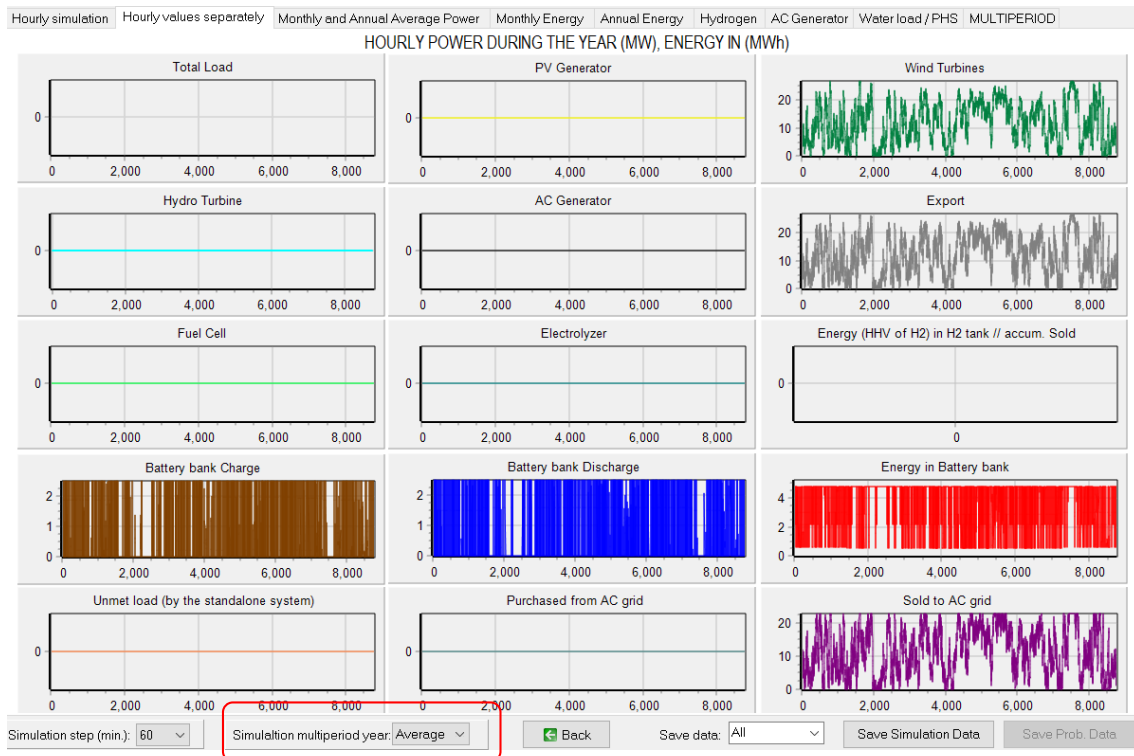 Hourly simulation Hourly values separately Monthly and Annual Average Power Monthly Energy Annual Energy Hydrogen AC Generator Water load / PHS MULTIPERIOD
HOURLY POWER DURING THE YEAR (MW), ENERGY IN (MWh)
Total Load PV Generator Wind Turbines
20
10
0 0 0
0 2,000 4,000 6,000 8,000 0 2,000 4,000 6,000 8,000 0 2,000 4,000 6,000 8,000
Hydro Turbine AC Generator Export
20
10
0 0 0
0 2,000 4,000 6,000 8,000 0 2,000 4,000 6,000 8,000 0 2,000 4,000 6,000 8,000
Fuel Cell Electrolyzer Energy (HHV of H2) in H2 tank // accum. Sold
0 0 0
0 2,000 4,000 6,000 8,000 0 2,000 4,000 6,000 8,000 0
Battery bank Charge Battery bank Discharge Energy in Battery bank
2 2 4
1 1 2
0 0 0
0 2,000 4,000 6,000 8,000 0 2,000 4,000 6,000 8,000 0 2,000 4,000 6,000 8,000
Unmet load (by the standalone system) Purchased from AC grid Sold to AC grid
20
0 0 10
0
0 2,000 4,000 6,000 8,000 0 2,000 4,000 6,000 8,000 0 2,000 4,000 6,000 8,000
Simulation step (min.): 60 Simulaltion multiperiod year: Average Back Save data: All Save Simulation Data Save Prob. Data